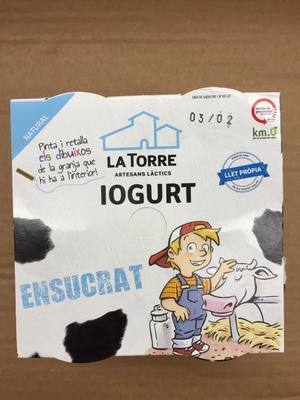 NATURAL
Pinta i retalla
els dibuixos
de la granja que
hi ha a l'interior!
LA TORRE
ARTESANS LÀCTICS
IOGURT
03/02
km.0
LLET PRÒPIA
ENSUCRAT